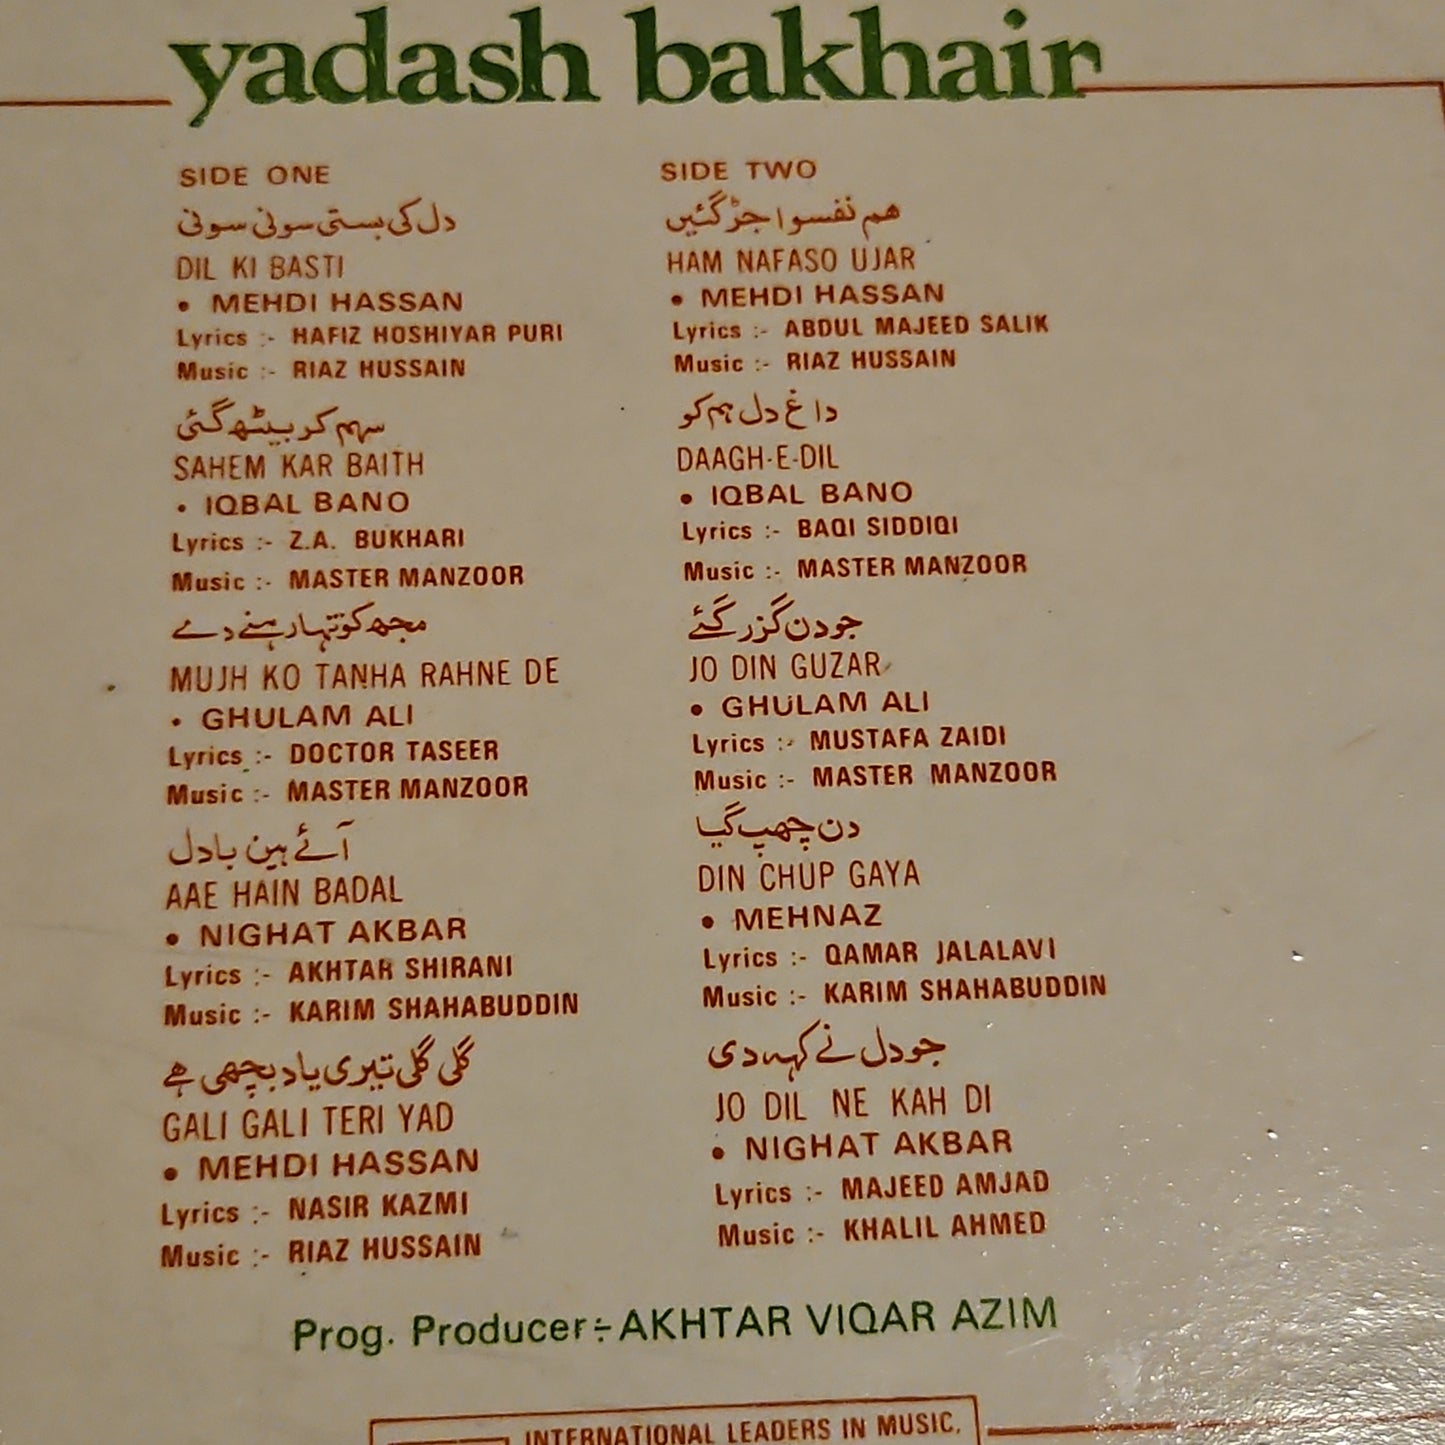 yadash bakhair
SIDE ONE
دل کی بستی سونی سونی
DIL KI BASTI
• MEHDI HASSAN
Lyrics :- HAFIZ HOSHIYAR PURI
Music :- RIAZ HUSSAIN
سہم کر بیٹھ گئی
SAHEM KAR BAITH
• IQBAL BANO
Lyrics :- Z.A. BUKHARI
Music :- MASTER MANZOOR
مجھ کو تنہا رہنے دے
MUJH KO TANHA RAHNE DE
• GHULAM ALI
Lyrics :- DOCTOR TASEER
Music :- MASTER MANZOOR
آئے ہین بادل
AAE HAIN BADAL
• NIGHAT AKBAR
Lyrics :- AKHTAR SHIRANI
Music :- KARIM SHAHABUDDIN
گلی گلی تیری یاد بچھی ہے
GALI GALI TERI YAD
• MEHDI HASSAN
Lyrics :- NASIR KAZMI
Music :- RIAZ HUSSAIN
SIDE TWO
ھم نفسو اجڑ گئیں
HAM NAFASO UJAR
• MEHDI HASSAN
Lyrics :- ABDUL MAJEED SALIK
Music :- RIAZ HUSSAIN
داغ دل ہم کو
DAAGH-E-DIL
• IQBAL BANO
Lyrics :- BAQI SIDDIQI
Music :- MASTER MANZOOR
جو دن گزر گئے
JO DIN GUZAR
• GHULAM ALI
Lyrics :- MUSTAFA ZAIDI
Music :- MASTER MANZOOR
دن چھپ گیا
DIN CHUP GAYA
• MEHNAZ
Lyrics :- QAMAR JALALAVI
Music :- KARIM SHAHABUDDIN
جو دل نے کہہ دی
JO DIL NE KAH DI
• NIGHAT AKBAR
Lyrics :- MAJEED AMJAD
Music :- KHALIL AHMED
Prog. Producer :- AKHTAR VIQAR AZIM
INTERNATIONAL LEADERS IN MUSIC.